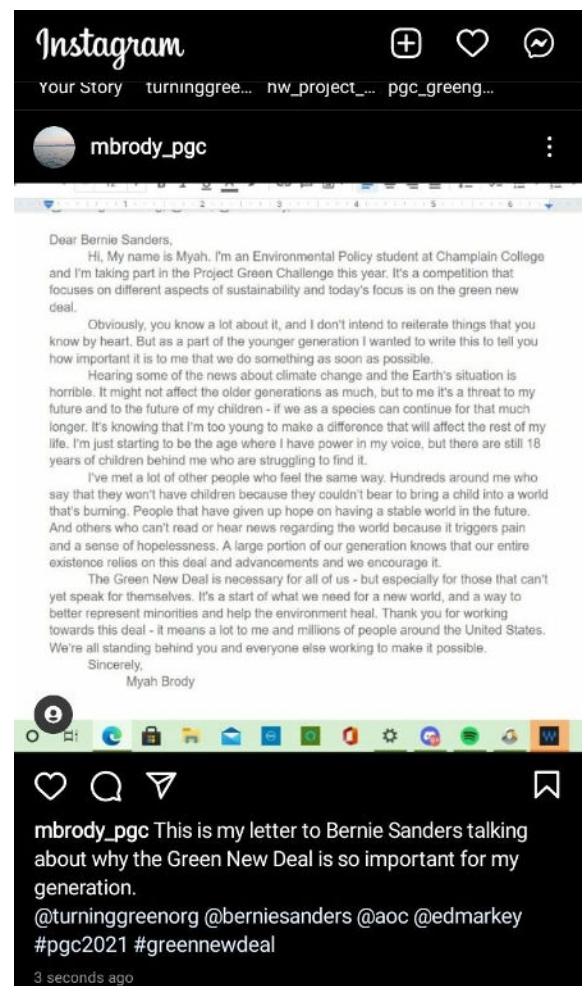 Instagram
Your Story turninggree... nw_project_... pgc_greeng...
mbrody_pgc
1 2 3 4 5 6
Dear Bernie Sanders,
Hi, My name is Myah. I'm an Environmental Policy student at Champlain College
and I'm taking part in the Project Green Challenge this year. It's a competition that
focuses on different aspects of sustainability and today's focus is on the green new
deal.
Obviously, you know a lot about it, and I don't intend to reiterate things that you
know by heart. But as a part of the younger generation I wanted to write this to tell you
how important it is to me that we do something as soon as possible.
Hearing some of the news about climate change and the Earth's situation is
horrible. It might not affect the older generations as much, but to me it's a threat to my
future and to the future of my children - if we as a species can continue for that much
longer. It's knowing that I'm too young to make a difference that will affect the rest of my
life. I'm just starting to be the age where I have power in my voice, but there are still 18
years of children behind me who are struggling to find it.
I've met a lot of other people who feel the same way. Hundreds around me who
say that they won't have children because they couldn't bear to bring a child into a world
that's burning. People that have given up hope on having a stable world in the future.
And others who can't read or hear news regarding the world because it triggers pain
and a sense of hopelessness. A large portion of our generation knows that our entire
existence relies on this deal and advancements and we encourage it.
The Green New Deal is necessary for all of us - but especially for those that can't
yet speak for themselves. It's a start of what we need for a new world, and a way to
better represent minorities and help the environment heal. Thank you for working
towards this deal - it means a lot to me and millions of people around the United States.
We're all standing behind you and everyone else working to make it possible.
Sincerely,
Myah Brody
mbrody_pgc This is my letter to Bernie Sanders talking
about why the Green New Deal is so important for my
generation.
@turninggreenorg @berniesanders @aoc @edmarkey
#pgc2021 #greennewdeal
3 seconds ago